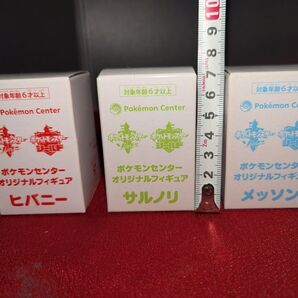 対象年齢6才以上
Pokémon Center
ポケモンセンター
オリジナルフィギュア
ヒバニー
対象年齢6才以上
Pokémon Center
ポケモンセンター
オリジナルフィギュア
サルノリ
10
9
8
7
6
5
4
3
2
対象年齢6才以上
Pokémon Center
ポケモンセンター
オリジナルフィギュア
メッソン